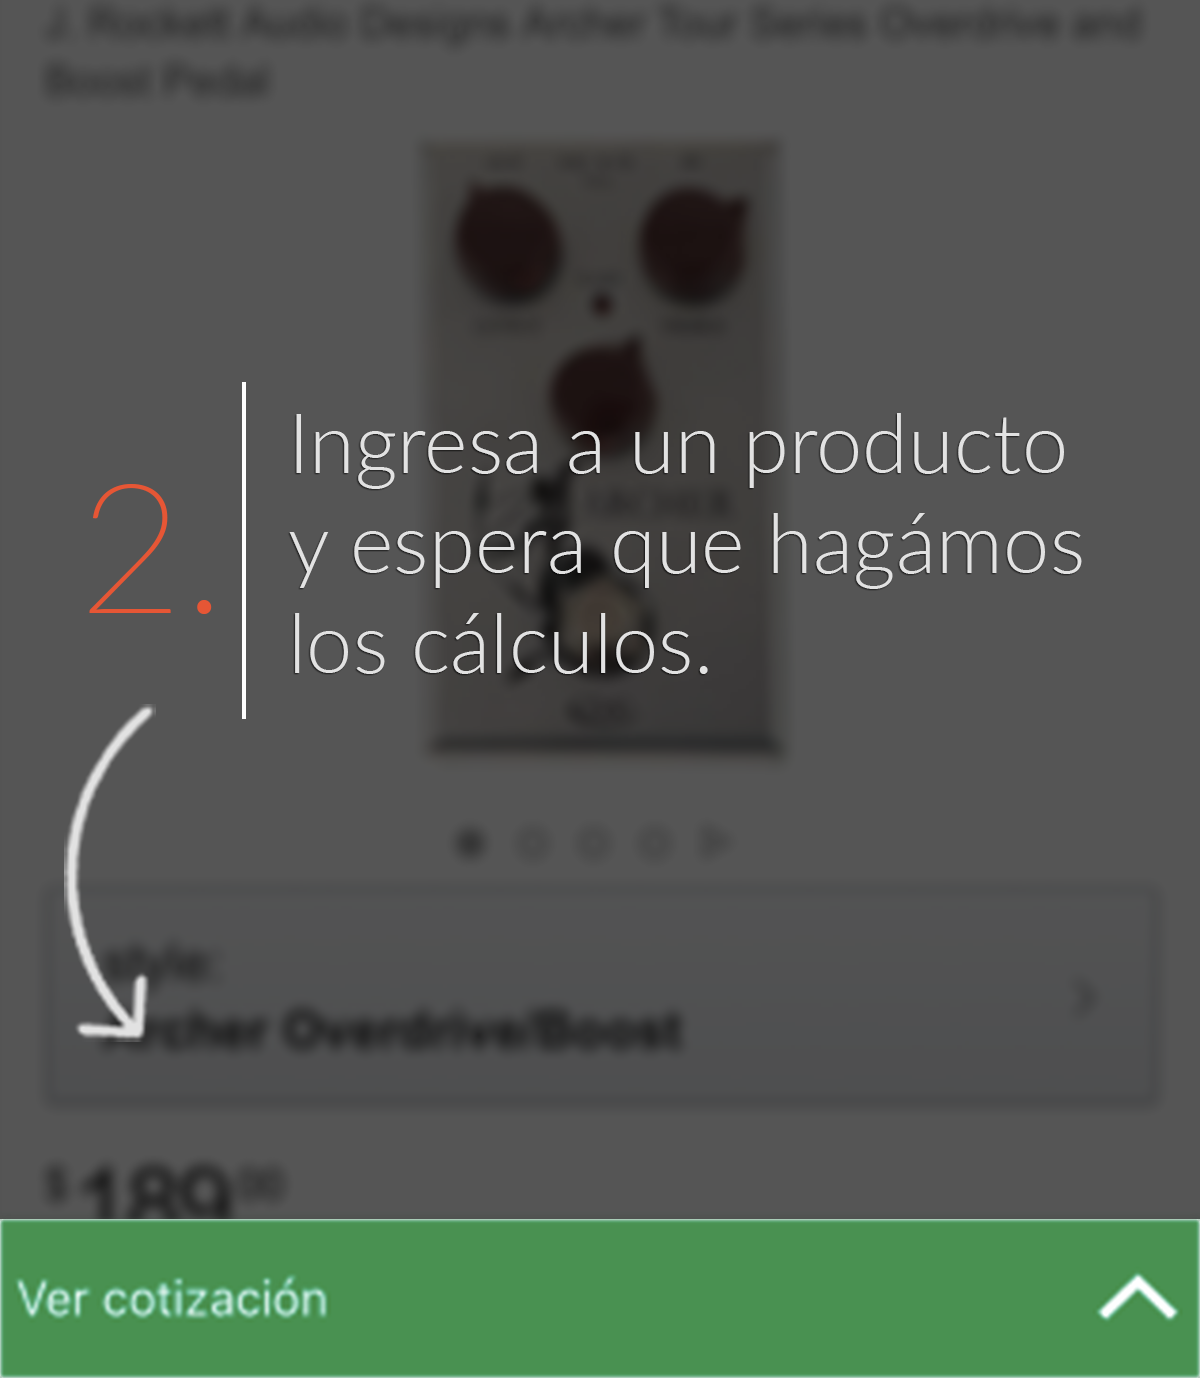 J. Rockett Audio Designs Archer Tour Series Overdrive and
Boost Pedal
2.
Ingresa a un producto
y espera que hagámos
los cálculos.
ARCHER
style:
Archer Overdrive/Boost
$189.00
Ver cotización